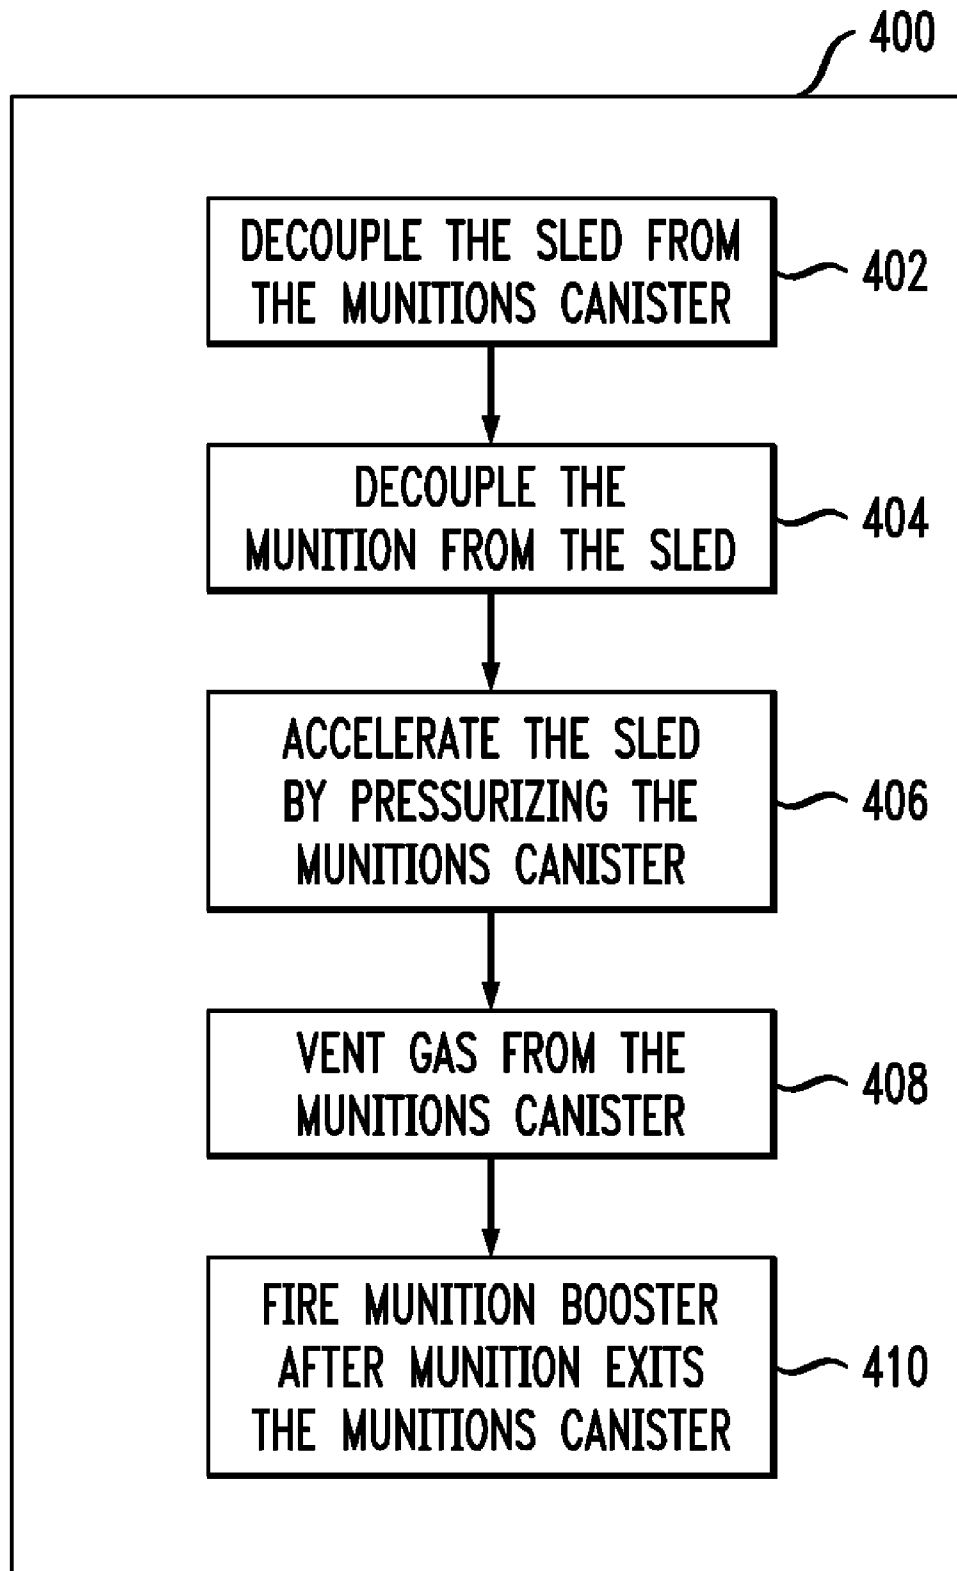 400
DECOUPLE THE SLED FROM
THE MUNITIONS CANISTER
402
DECOUPLE THE
MUNITION FROM THE SLED
404
ACCELERATE THE SLED
BY PRESSURIZING THE
MUNITIONS CANISTER
406
VENT GAS FROM THE
MUNITIONS CANISTER
408
FIRE MUNITION BOOSTER
AFTER MUNITION EXITS
THE MUNITIONS CANISTER
410